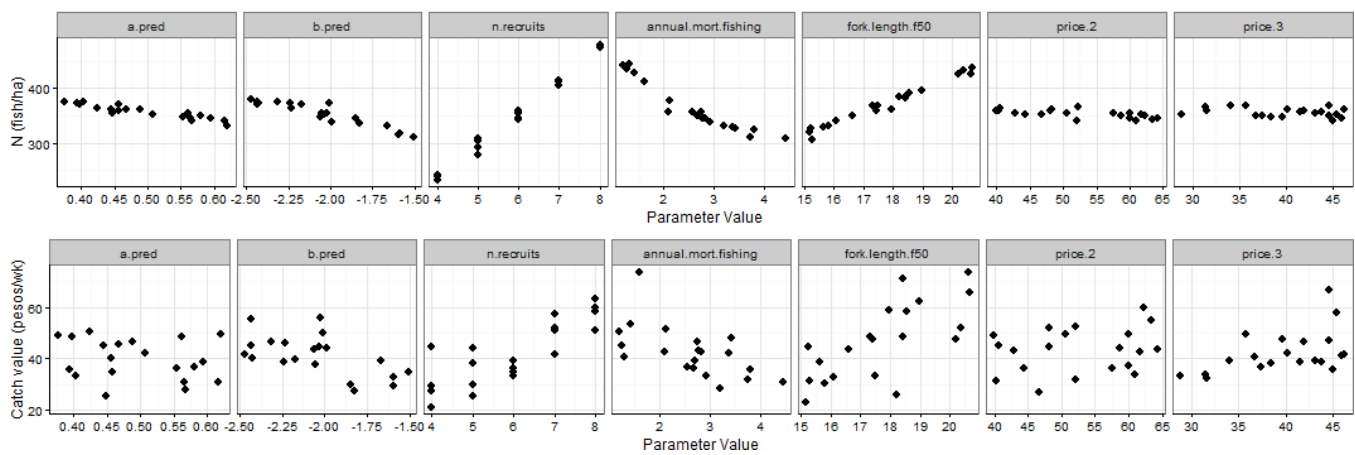 a.pred b.pred n.recruits annual.mort.fishing fork.length.f50 price.2 price.3
N (fish/ha)
400
300
0.40 0.45 0.50 0.55 0.60 -2.50 -2.25 -2.00 -1.75 -1.50 4 5 6 7 8 2 3 4 15 16 17 18 19 20 40 45 50 55 60 65 30 35 40 45
Parameter Value
a.pred b.pred n.recruits annual.mort.fishing fork.length.f50 price.2 price.3
Catch value (pesos/wk)
60
40
20
0.40 0.45 0.50 0.55 0.60 -2.50 -2.25 -2.00 -1.75 -1.50 4 5 6 7 8 2 3 4 15 16 17 18 19 20 40 45 50 55 60 65 30 35 40 45
Parameter Value